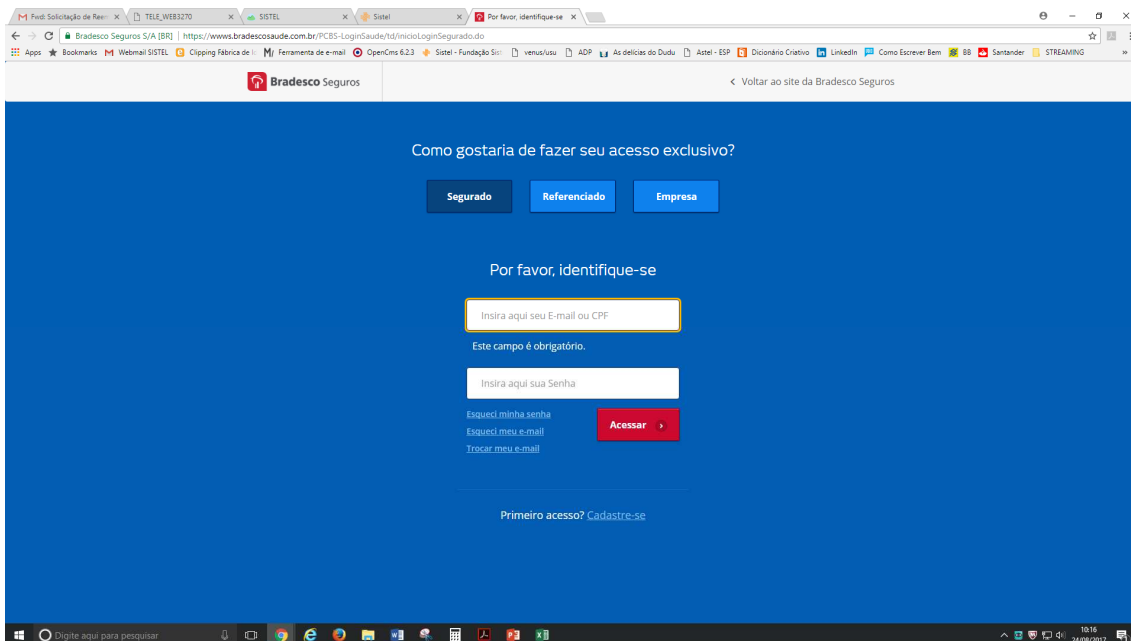 Fwd: Solicitação de Reem
TELE_WEB3270
SISTEL
Sistel
Por favor, identifique-se
Bradesco Seguros S/A [BR] | https://wwws.bradescosaude.com.br/PCBS-LoginSaude/td/inicioLoginSegurado.do
Apps Bookmarks Webmail SISTEL Clipping Fábrica de I Ferramenta de e-mail OpenCms 6.2.3 Sistel - Fundação Sis venus/usu ADP As delícias do Dudu Astel - ESP Dicionário Criativo LinkedIn Como Escrever Bem BB Santander STREAMING »
Bradesco Seguros
Voltar ao site da Bradesco Seguros
Como gostaria de fazer seu acesso exclusivo?
Segurado Referenciado Empresa
Por favor, identifique-se
Insira aqui seu E-mail ou CPF
Este campo é obrigatório.
Insira aqui sua Senha
Esqueci minha senha
Esqueci meu e-mail
Trocar meu e-mail
Acessar
Primeiro acesso? Cadastre-se
Digite aqui para pesquisar
10:16
24/08/2017